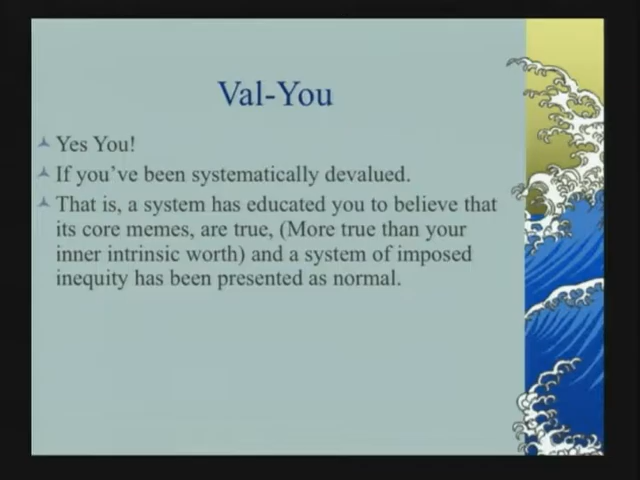 Val-You
Yes You!
If you've been systematically devalued.
That is, a system has educated you to believe that
its core memes, are true, (More true than your
inner intrinsic worth) and a system of imposed
inequity has been presented as normal.